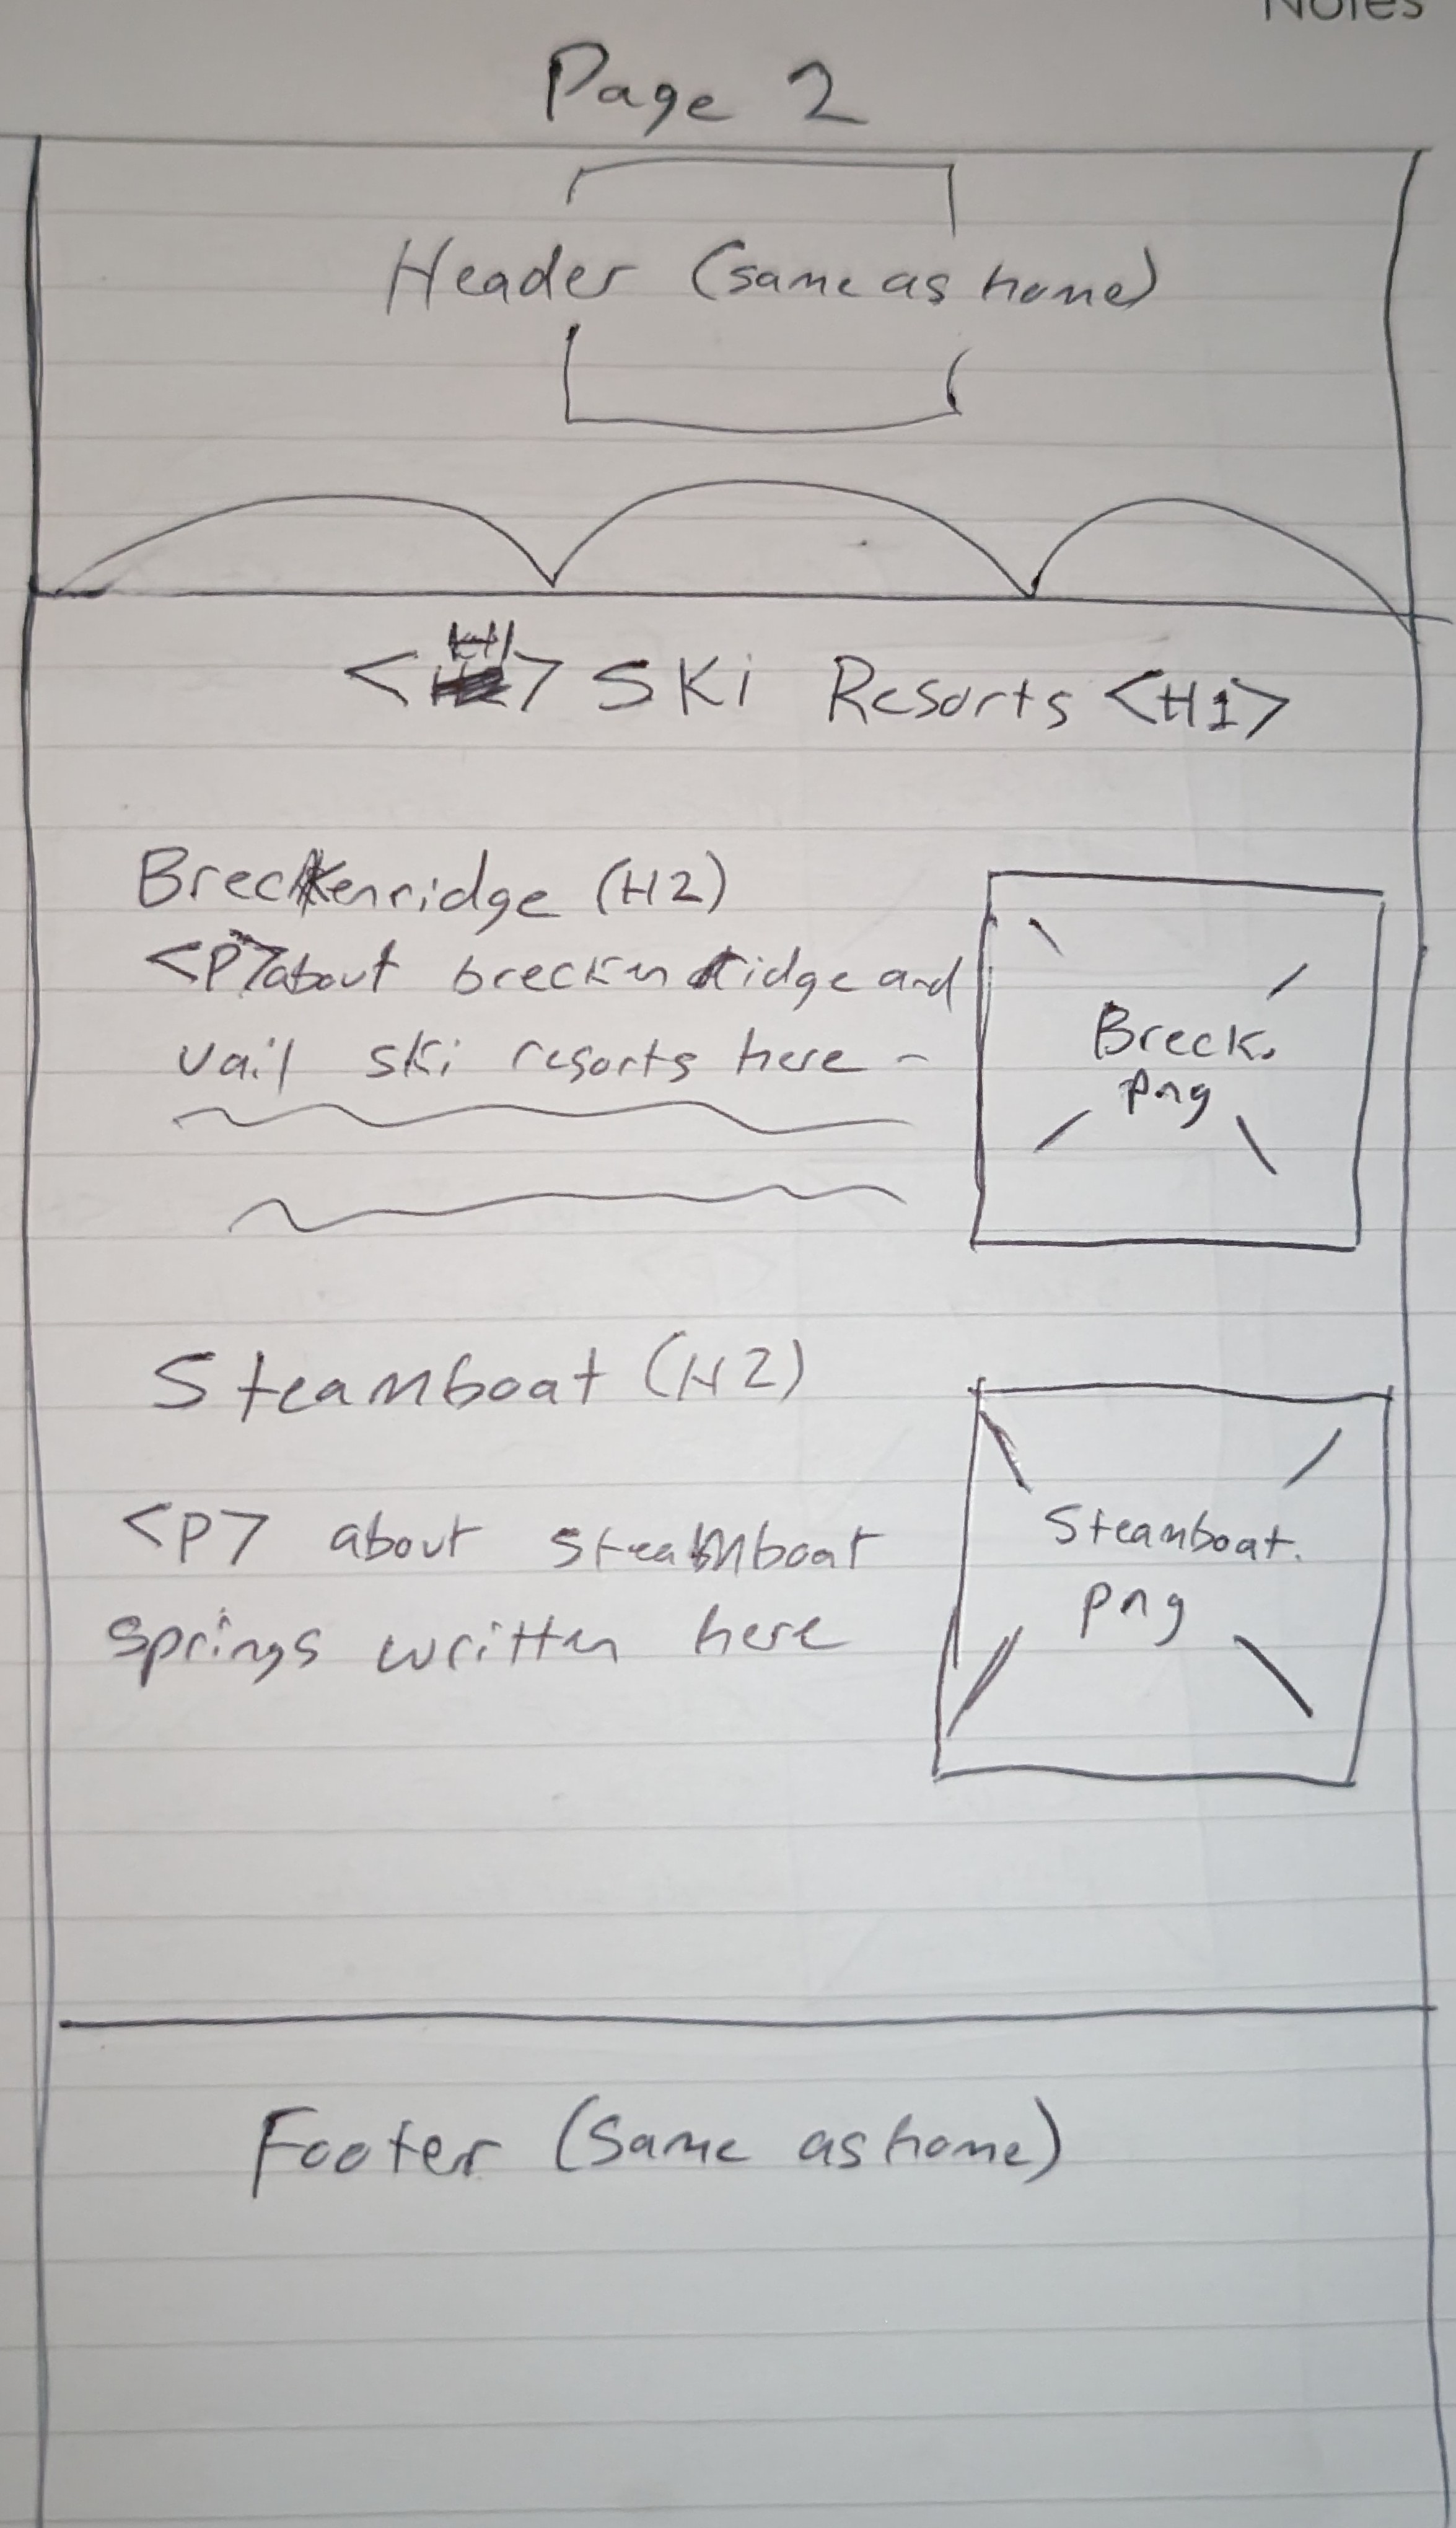 Notes
Page 2
Header (same as home)
<H1> Ski Resorts <H1>
Breckenridge (H2)
<P> about breckenridge and
vail ski resorts here -
Breck.
png
Steamboat (H2)
<P> about steamboat
springs written here
Steamboat.
png
Footer (Same as home)